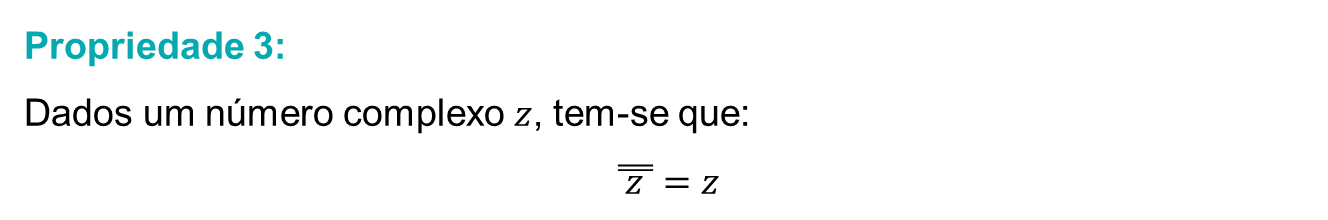 Propriedade 3:
Dados um número complexo z, tem-se que:
z̿ = z